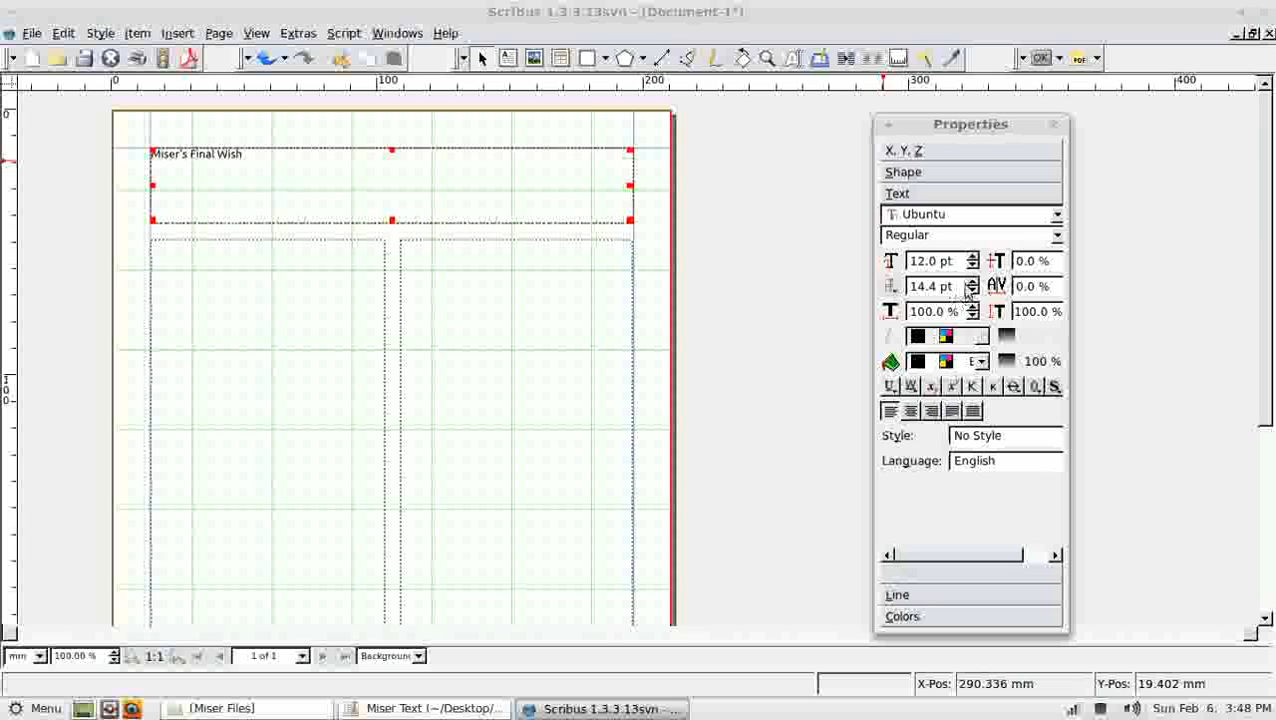 Scribus 1.3.3.13svn - [Document-1*]
File Edit Style Item Insert Page View Extras Script Windows Help
OK PDF
0 100 200 300 400
0
Miser's Final Wish
100
Properties
X, Y, Z
Shape
Text
Ubuntu
Regular
12.0 pt 0.0 %
14.4 pt 0.0 %
100.0 % 100.0 %
100 %
Style: No Style
Language: English
Line
Colors
mm 100.00 % 1:1 1 of 1 Background
X-Pos: 290.336 mm Y-Pos: 19.402 mm
Menu [Miser Files] Miser Text (~/Desktop/... Scribus 1.3.3.13svn - ... Sun Feb 6, 3:48 PM